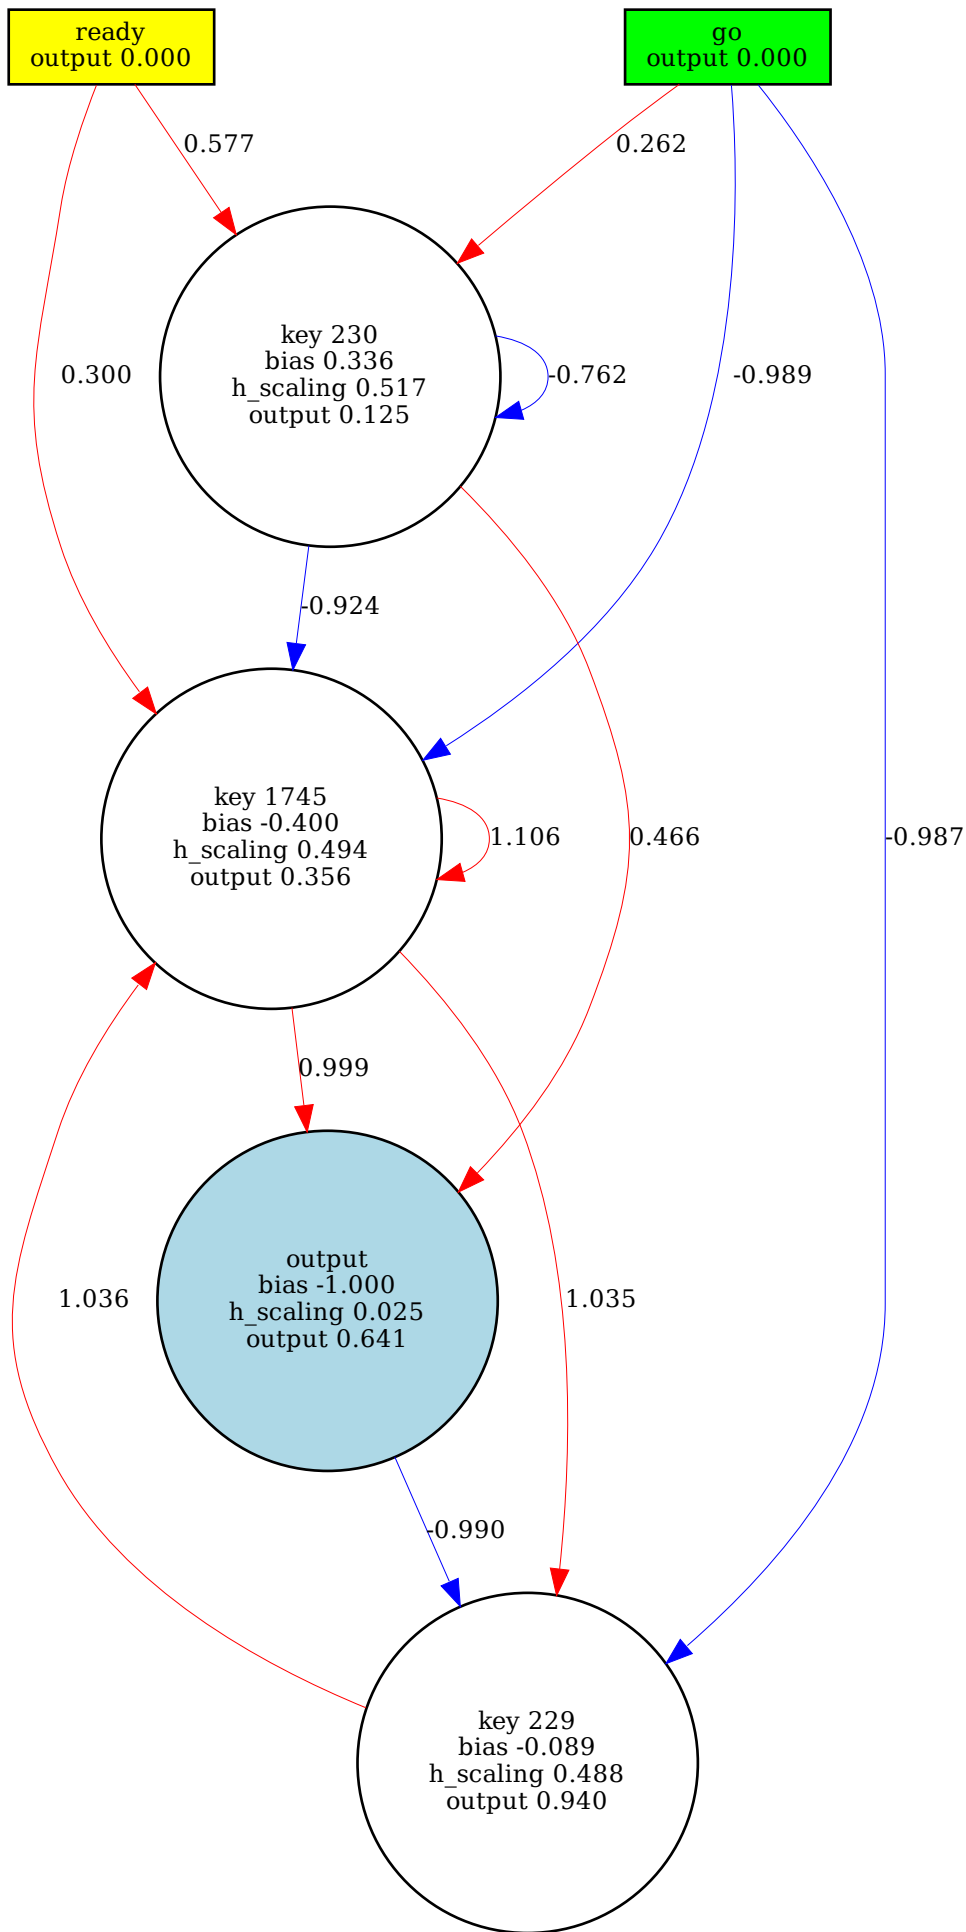 ready
output 0.000
go
output 0.000
0.577
0.262
key 230
bias 0.336
h_scaling 0.517
output 0.125
0.300
-0.762
-0.989
-0.924
key 1745
bias -0.400
h_scaling 0.494
output 0.356
1.106
0.466
-0.987
0.999
output
bias -1.000
h_scaling 0.025
output 0.641
1.036
1.035
-0.990
key 229
bias -0.089
h_scaling 0.488
output 0.940